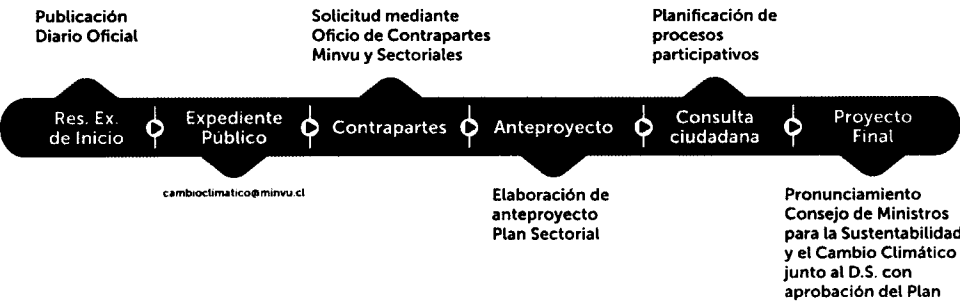 Publicación
Diario Oficial
Solicitud mediante
Oficio de Contrapartes
Minvu y Sectoriales
Planificación de
procesos
participativos
Res. Ex.
de Inicio
Expediente
Público
Contrapartes
Anteproyecto
Consulta
ciudadana
Proyecto
Final
cambioclimatico@minvu.cl
Elaboración de
anteproyecto
Plan Sectorial
Pronunciamiento
Consejo de Ministros
para la Sustentabilidad
y el Cambio Climático
junto al D.S. con
aprobación del Plan